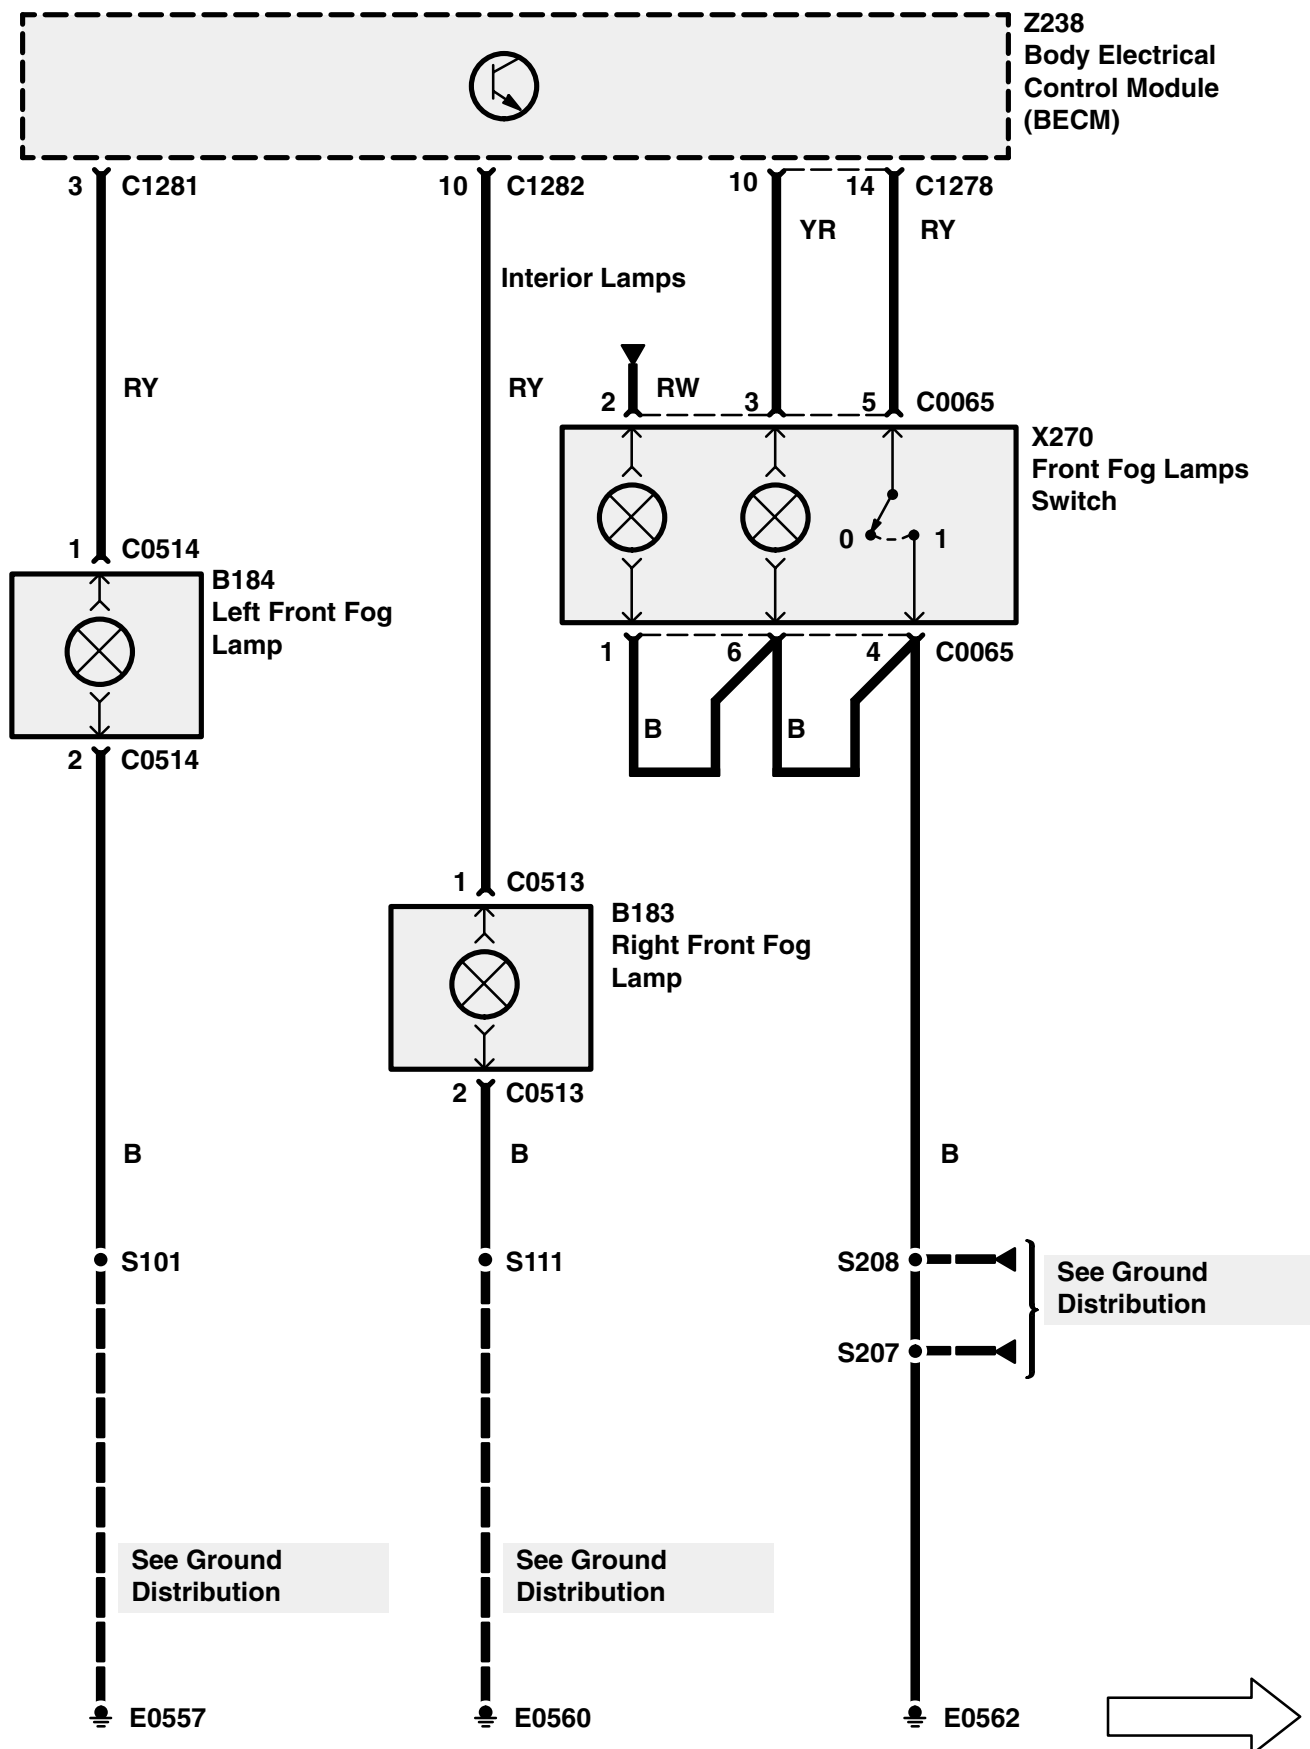 Z238
Body Electrical
Control Module
(BECM)
3 C1281
10 C1282
10 14 C1278
YR RY
Interior Lamps
RY
RY
RW
2 3 5 C0065
X270
Front Fog Lamps
Switch
0 1
1 C0514
B184
Left Front Fog
Lamp
1 6 4 C0065
B B
2 C0514
1 C0513
B183
Right Front Fog
Lamp
2 C0513
B B B
S101 S111 S208
See Ground
Distribution
S207
See Ground
Distribution
See Ground
Distribution
E0557 E0560 E0562